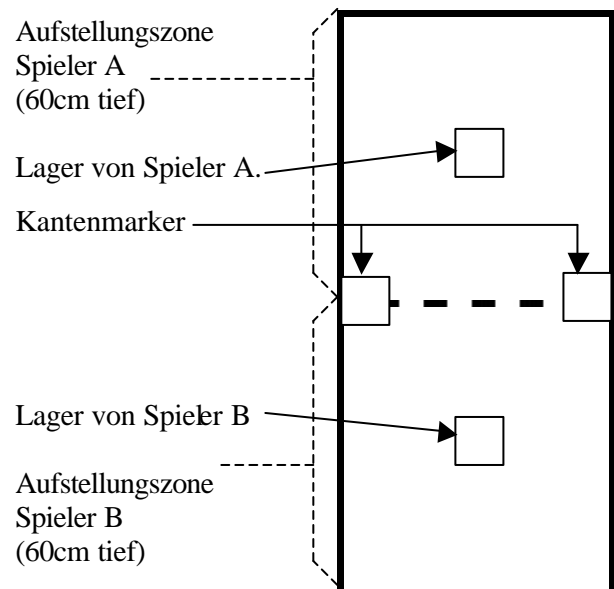 Aufstellungszone
Spieler A
(60cm tief)
Lager von Spieler A.
Kantenmarker
Lager von Spieler B
Aufstellungszone
Spieler B
(60cm tief)